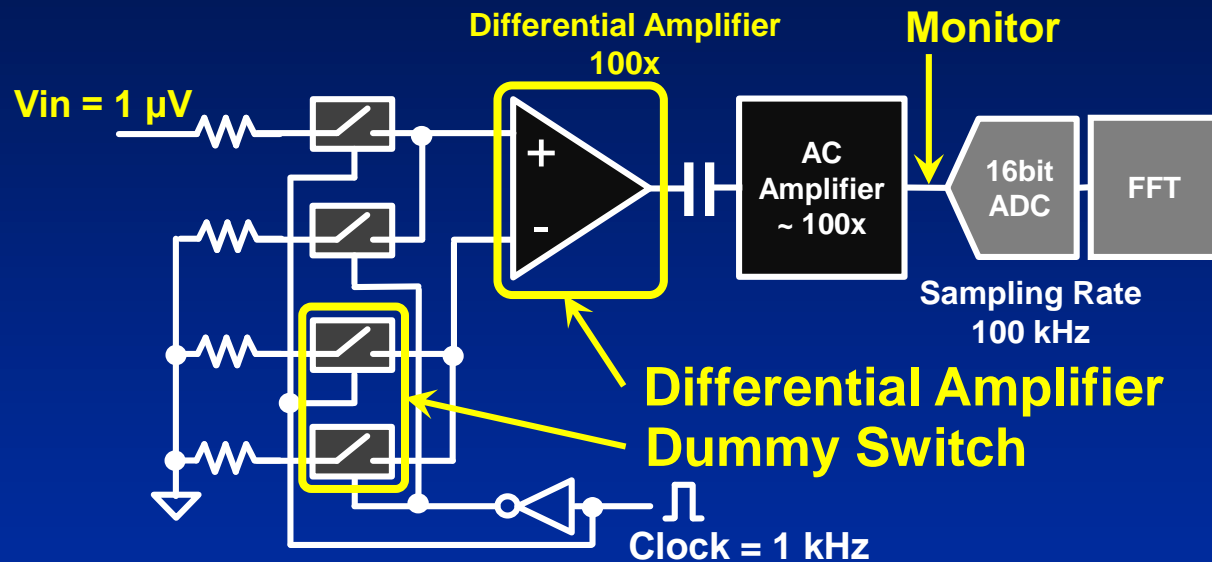 Differential Amplifier
100x
Monitor
Vin = 1 µV
+
-
AC
Amplifier
~ 100x
16bit
ADC
FFT
Sampling Rate
100 kHz
Differential Amplifier
Dummy Switch
Clock = 1 kHz